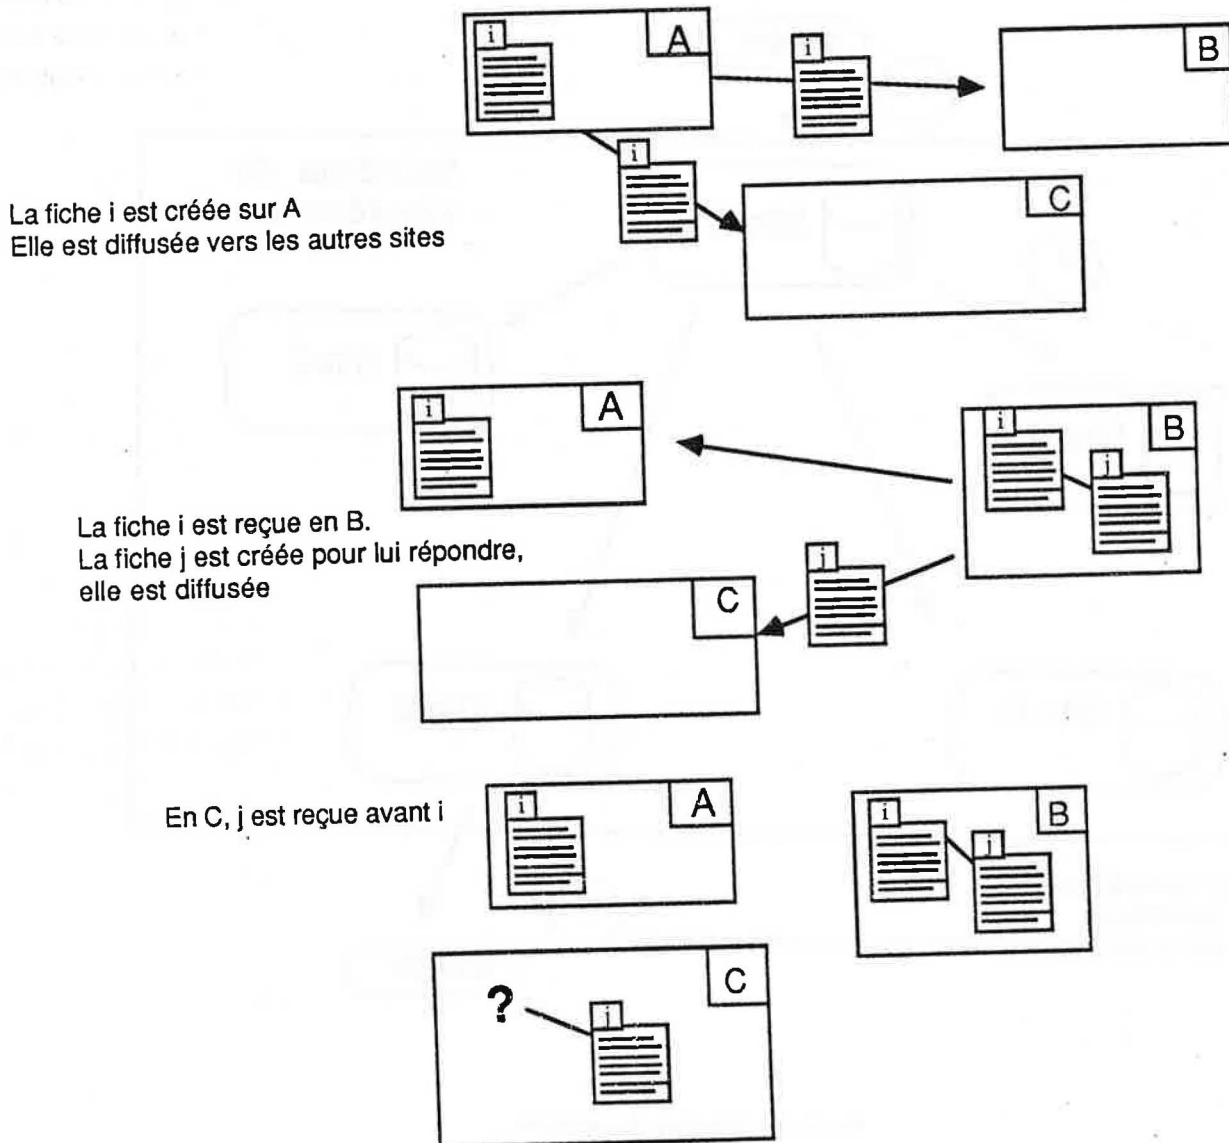 i
A
i
B
i
C
La fiche i est créée sur A
Elle est diffusée vers les autres sites
i
A
i
B
j
La fiche i est reçue en B.
La fiche j est créée pour lui répondre,
elle est diffusée
j
C
En C, j est reçue avant i
i
A
i
B
j
C
?
j